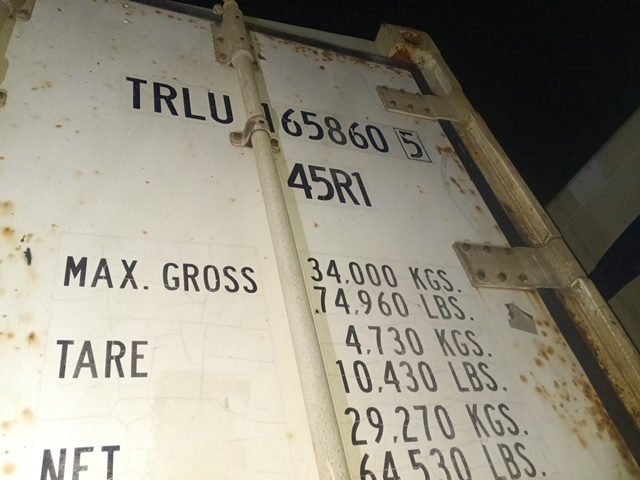 TRLU 165860 5
45R1
MAX. GROSS 34,000 KGS.
74,960 LBS.
TARE 4,730 KGS.
10,430 LBS.
29,270 KGS.
NET 64,530 LBS.